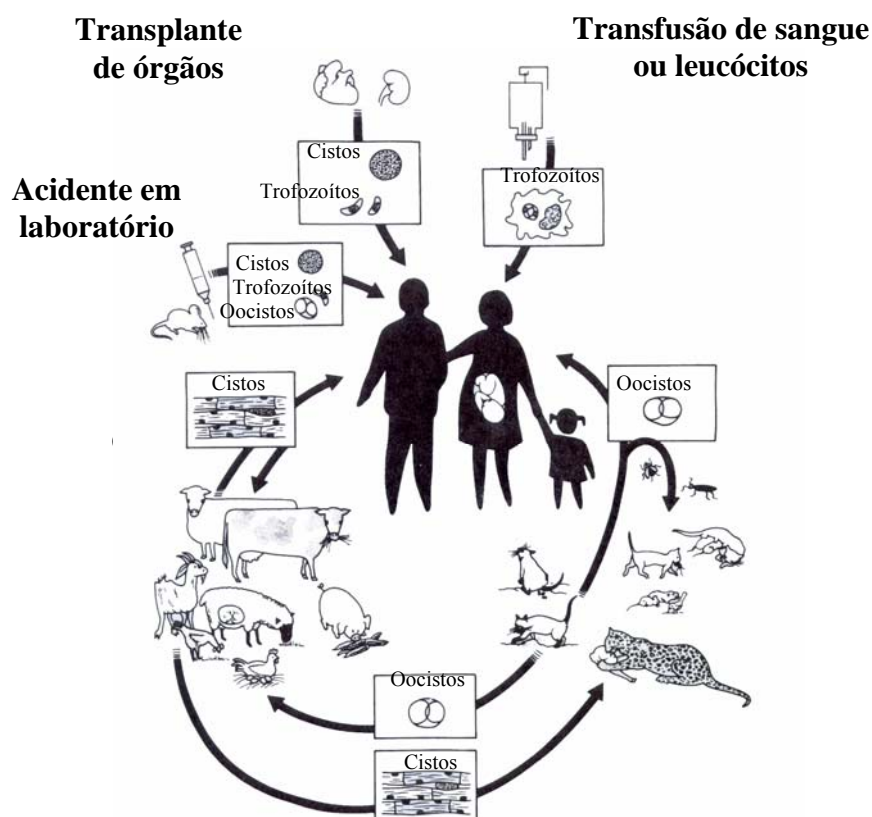 Transplante
de órgãos
Transfusão de sangue
ou leucócitos
Cistos
Trofozoítos
Trofozoítos
Acidente em
laboratório
Cistos
Trofozoítos
Oocistos
Cistos
Oocistos
Oocistos
Cistos